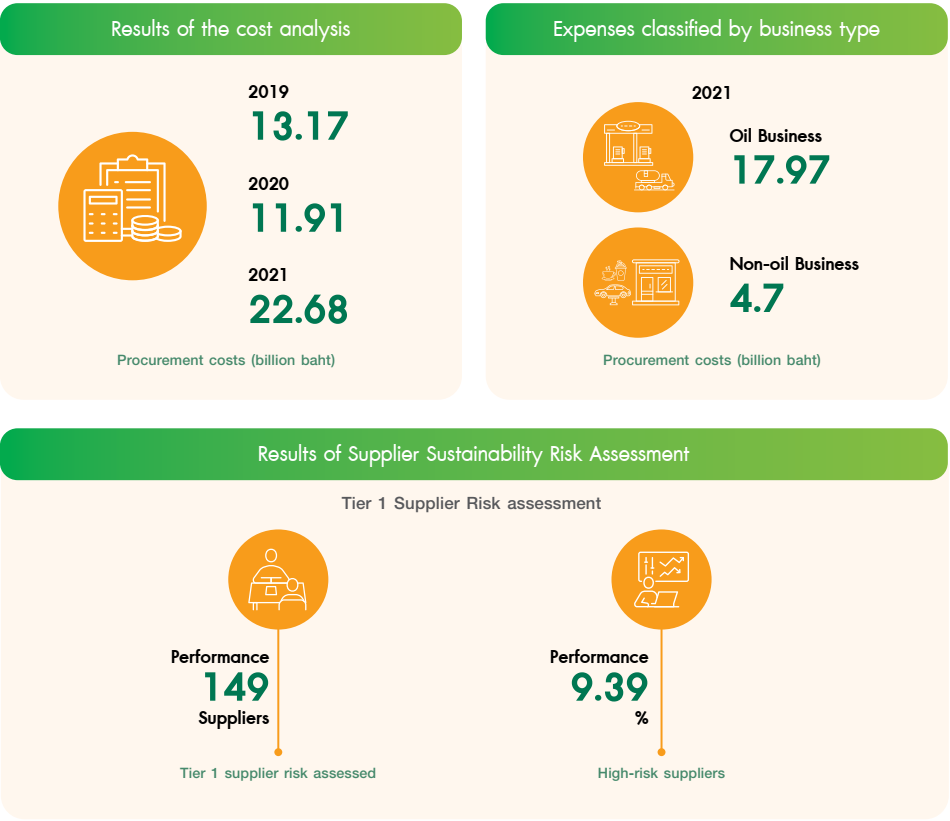 Results of the cost analysis
2019
13.17
2020
11.91
2021
22.68
Procurement costs (billion baht)
Expenses classified by business type
2021
Oil Business
17.97
Non-oil Business
4.7
Procurement costs (billion baht)
Results of Supplier Sustainability Risk Assessment
Tier 1 Supplier Risk assessment
Performance
149
Suppliers
Tier 1 supplier risk assessed
Performance
9.39
%
High-risk suppliers